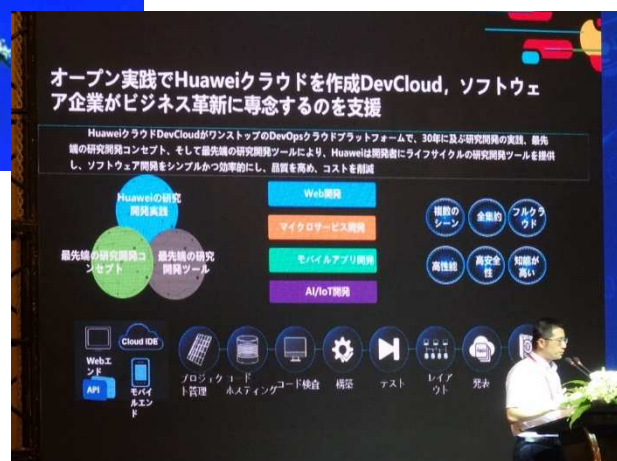 オープン実践でHuaweiクラウドを作成DevCloud，ソフトウェ
ア企業がビジネス革新に専念するのを支援
HuaweiクラウドDevCloudがワンストップのDevOpsクラウドプラットフォームで、30年に及ぶ研究開発の実践、最先
端の研究開発コンセプト、そして最先端の研究開発ツールにより、Huaweiは開発者にライフサイクルの研究開発ツールを提供
し、ソフトウェア開発をシンプルかつ効率的にし、品質を高め、コストを削減
Huaweiの研究
開発実践
最先端の研究開発コ
ンセプト
最先端の研究
開発ツール
Web開発
マイクロサービス開発
モバイルアプリ開発
AI/IoT開発
複数の
シーン
全集約
フルクラ
ウド
高性能
高安全
性
知能が
高い
Webエ
ンド
Cloud IDE
API
モバイ
ルエン
ド
プロジェク
ト管理
コード
ホスティング
コード検査
構築
テスト
レイア
ウト
発表